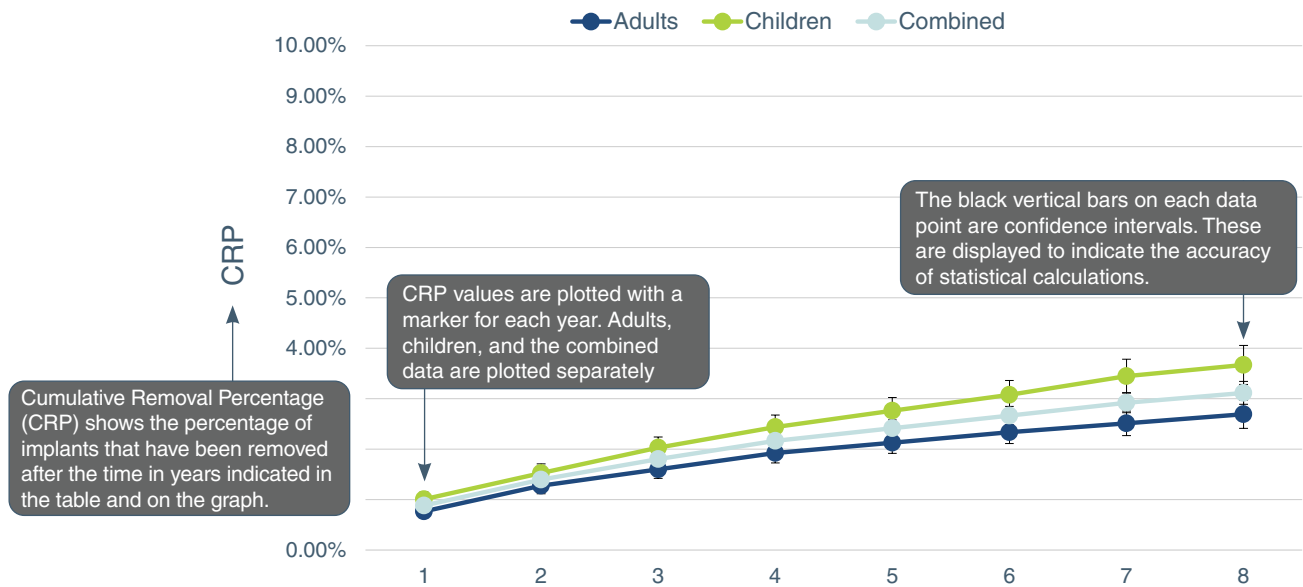 Adults Children Combined
10.00%
9.00%
8.00%
7.00%
6.00%
5.00%
4.00%
0.00%
CRP
The black vertical bars on each data
point are confidence intervals. These
are displayed to indicate the accuracy
of statistical calculations.
CRP values are plotted with a
marker for each year. Adults,
children, and the combined
data are plotted separately
Cumulative Removal Percentage
(CRP) shows the percentage of
implants that have been removed
after the time in years indicated in
the table and on the graph.
1 2 3 4 5 6 7 8